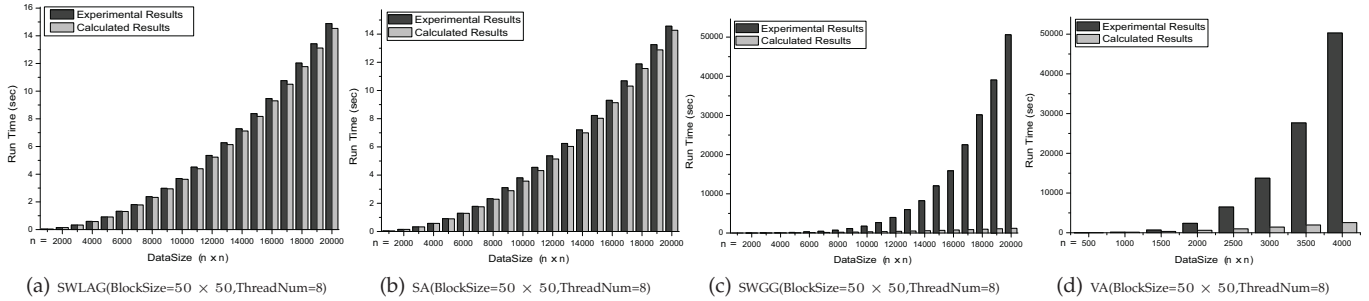 Experimental Results
Calculated Results
Run Time (sec)
16
14
12
10
8
6
4
2
0
n = 2000 4000 6000 8000 10000 12000 14000 16000 18000 20000
DataSize (n x n)
(a) SWLAG(BlockSize=50 × 50,ThreadNum=8)
Experimental Results
Calculated Results
Run Time (sec)
14
12
10
8
6
4
2
0
n = 2000 4000 6000 8000 10000 12000 14000 16000 18000 20000
DataSize (n x n)
(b) SA(BlockSize=50 × 50,ThreadNum=8)
Experimental Results
Calculated Results
Run Time (sec)
50000
40000
30000
20000
10000
0
n = 2000 4000 6000 8000 10000 12000 14000 16000 18000 20000
DataSize (n x n)
(c) SWGG(BlockSize=50 × 50,ThreadNum=8)
Experimental Results
Calculated Results
Run Time (sec)
50000
40000
30000
20000
10000
0
n = 500 1000 1500 2000 2500 3000 3500 4000
DataSize (n x n)
(d) VA(BlockSize=50 × 50,ThreadNum=8)